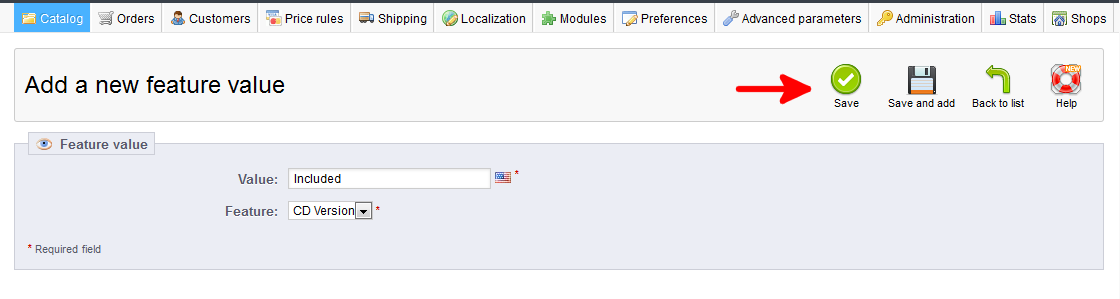 Catalog Orders Customers Price rules Shipping Localization Modules Preferences Advanced parameters Administration Stats Shops
Add a new feature value
Save Save and add Back to list Help
NEW
Feature value
Value: Included *
Feature: CD Version *
* Required field